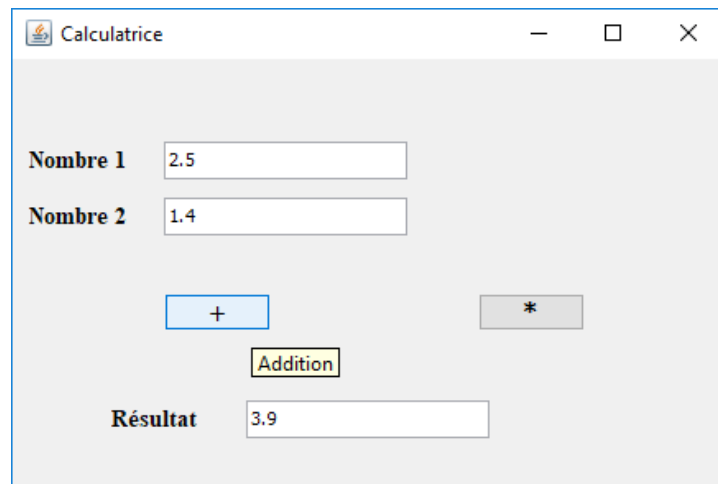 Calculatrice
Nombre 1 2.5
Nombre 2 1.4
+ *
Addition
Résultat 3.9